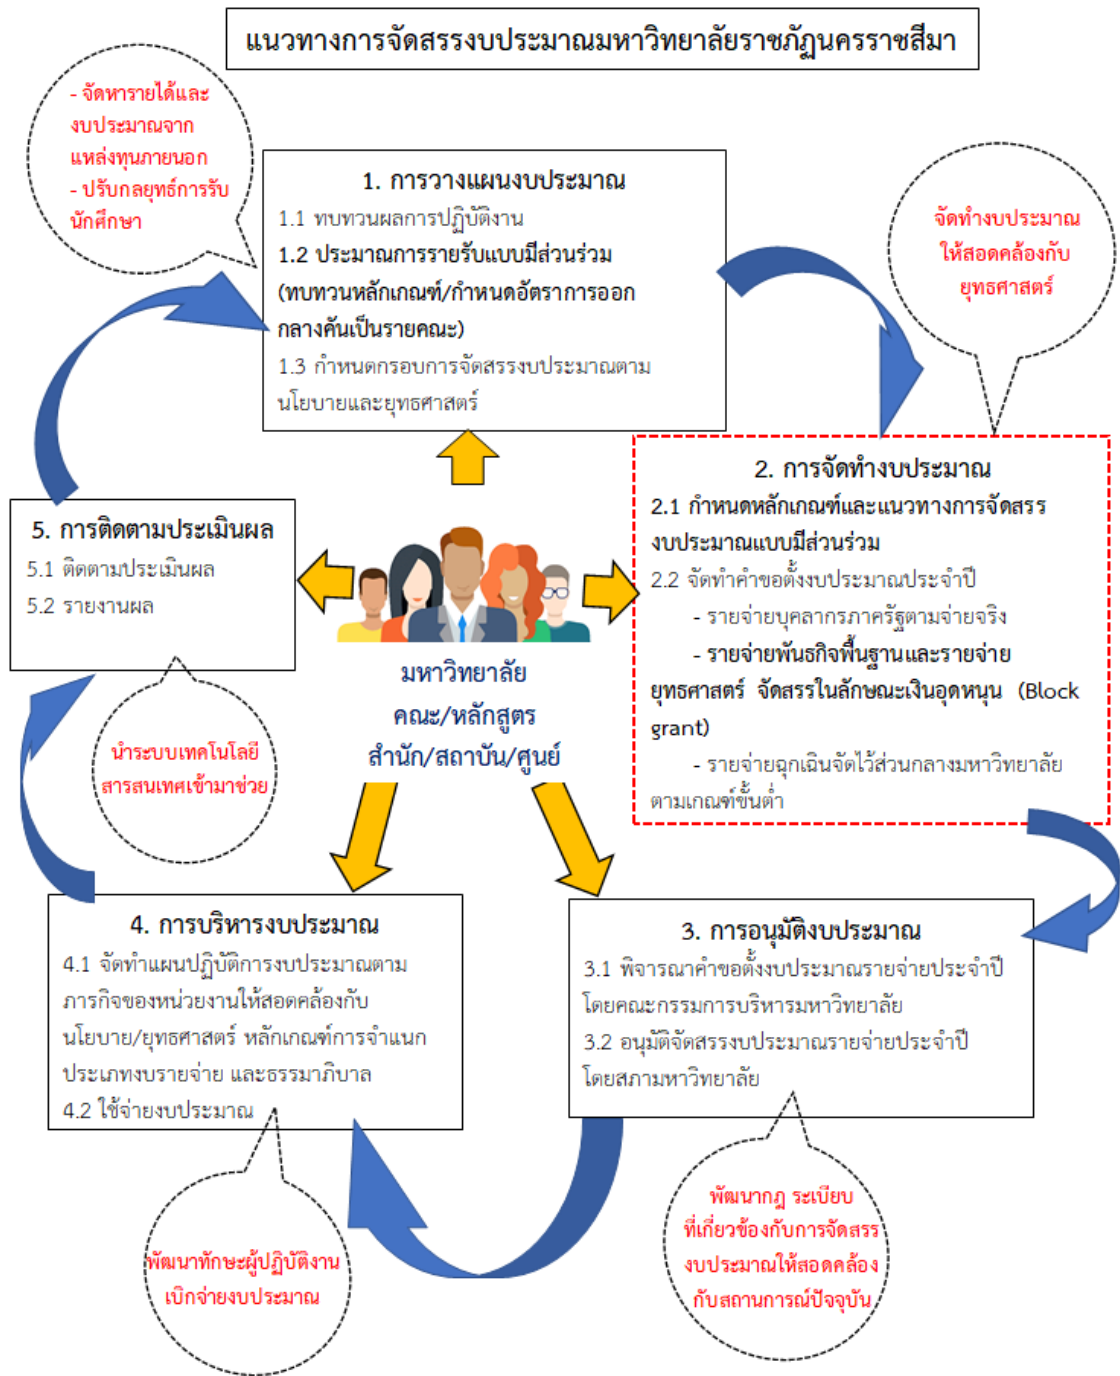 แนวทางการจัดสรรงบประมาณมหาวิทยาลัยราชภัฏนครราชสีมา
- จัดหารายได้และ
งบประมาณจาก
แหล่งทุนภายนอก
- ปรับกลยุทธ์การรับ
นักศึกษา
1. การวางแผนงบประมาณ
1.1 ทบทวนผลการปฏิบัติงาน
1.2 ประมาณการรายรับแบบมีส่วนร่วม
(ทบทวนหลักเกณฑ์/กำหนดอัตราการออก
กลางคันเป็นรายคณะ)
1.3 กำหนดกรอบการจัดสรรงบประมาณตาม
นโยบายและยุทธศาสตร์
จัดทำงบประมาณ
ให้สอดคล้องกับ
ยุทธศาสตร์
2. การจัดทำงบประมาณ
2.1 กำหนดหลักเกณฑ์และแนวทางการจัดสรร
งบประมาณแบบมีส่วนร่วม
2.2 จัดทำคำขอตั้งงบประมาณประจำปี
- รายจ่ายบุคลากรภาครัฐตามจ่ายจริง
- รายจ่ายพันธกิจพื้นฐานและรายจ่าย
ยุทธศาสตร์ จัดสรรในลักษณะเงินอุดหนุน (Block
grant)
- รายจ่ายฉุกเฉินจัดไว้ส่วนกลางมหาวิทยาลัย
ตามเกณฑ์ขั้นต่ำ
5. การติดตามประเมินผล
5.1 ติดตามประเมินผล
5.2 รายงานผล
มหาวิทยาลัย
คณะ/หลักสูตร
สำนัก/สถาบัน/ศูนย์
นำระบบเทคโนโลยี
สารสนเทศเข้ามาช่วย
4. การบริหารงบประมาณ
4.1 จัดทำแผนปฏิบัติการงบประมาณตาม
ภารกิจของหน่วยงานให้สอดคล้องกับ
นโยบาย/ยุทธศาสตร์ หลักเกณฑ์การจำแนก
ประเภทงบรายจ่าย และธรรมาภิบาล
4.2 ใช้จ่ายงบประมาณ
3. การอนุมัติงบประมาณ
3.1 พิจารณาคำขอตั้งงบประมาณรายจ่ายประจำปี
โดยคณะกรรมการบริหารมหาวิทยาลัย
3.2 อนุมัติจัดสรรงบประมาณรายจ่ายประจำปี
โดยสภามหาวิทยาลัย
พัฒนาทักษะผู้ปฏิบัติงาน
เบิกจ่ายงบประมาณ
พัฒนากฎ ระเบียบ
ที่เกี่ยวข้องกับการจัดสรร
งบประมาณให้สอดคล้อง
กับสถานการณ์ปัจจุบัน